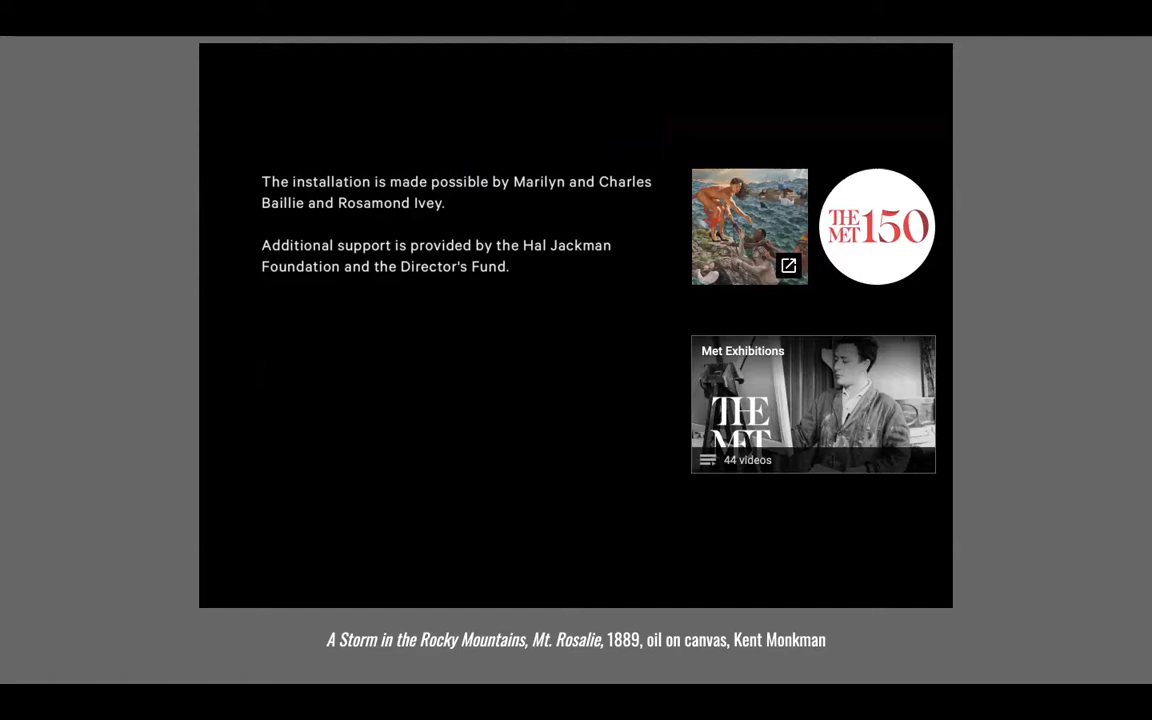 The installation is made possible by Marilyn and Charles
Baillie and Rosamond Ivey.
Additional support is provided by the Hal Jackman
Foundation and the Director's Fund.
THE
MET 150
Met Exhibitions
THE
MET
44 videos
A Storm in the Rocky Mountains, Mt. Rosalie, 1889, oil on canvas, Kent Monkman